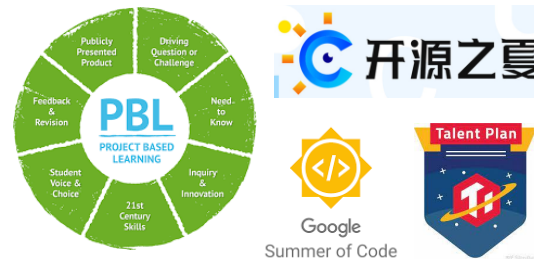 Publicly
Presented
Product
Driving
Question or
Challenge
Need
to
Know
Inquiry
&
Innovation
21st
Century
Skills
Student
Voice &
Choice
Feedback
&
Revision
PBL
PROJECT BASED
LEARNING
开源之夏
</>
Google
Summer of Code
Talent Plan